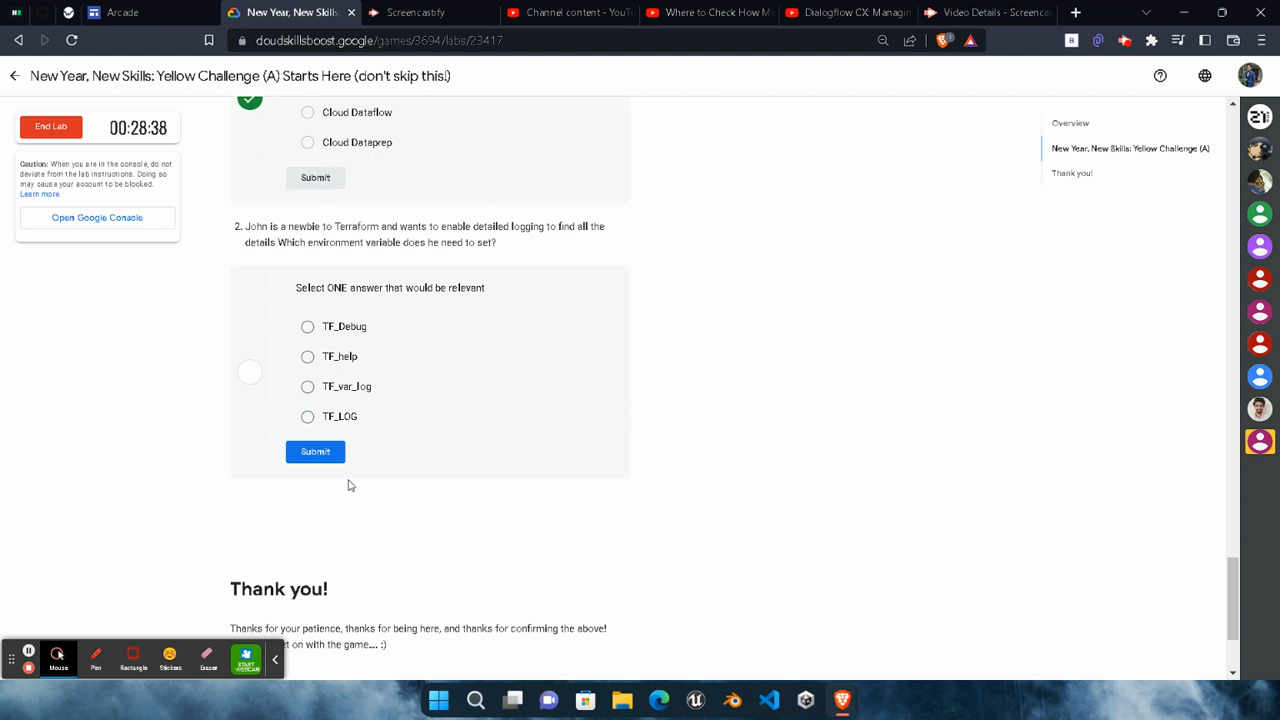 Arcade
New Year, New Skills:
Screencastify
Channel content - YouTu
Where to Check How M
Dialogflow CX: Managin
Video Details - Screencas
cloudskillsboost.google/games/3694/labs/23417
New Year, New Skills: Yellow Challenge (A) Starts Here (don't skip this!)
End Lab
00:28:38
Caution: When you are in the console, do not
deviate from the lab instructions. Doing so
may cause your account to be blocked.
Learn more.
Open Google Console
Cloud Dataflow
Cloud Dataprep
Submit
2. John is a newbie to Terraform and wants to enable detailed logging to find all the
details Which environment variable does he need to set?
Select ONE answer that would be relevant
TF_Debug
TF_help
TF_var_log
TF_LOG
Submit
Thank you!
Thanks for your patience, thanks for being here, and thanks for confirming the above!
et on with the game.... :)
Overview
New Year, New Skills: Yellow Challenge (A)
Thank you!
21
Mouse
Pen
Rectangle
Stickers
Eraser
START
WEBCAM